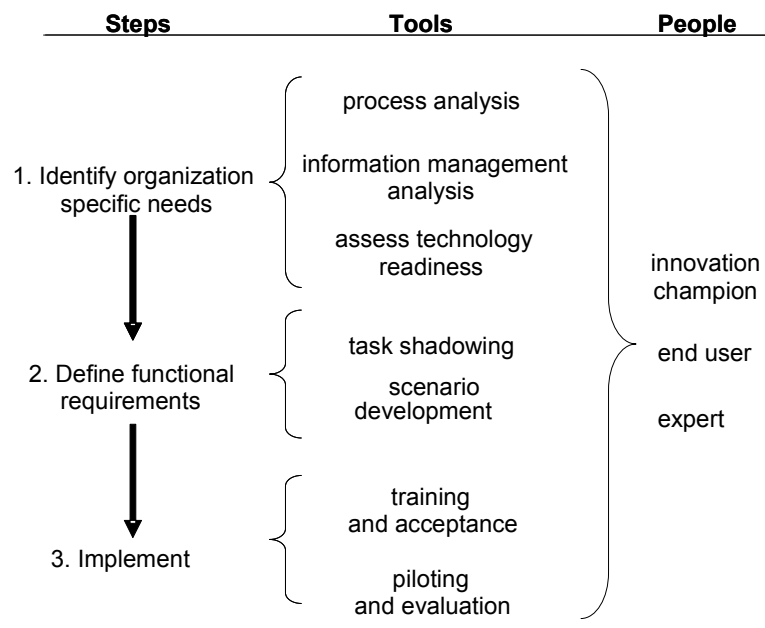 Steps
Tools
People
1. Identify organization
specific needs
process analysis
information management
analysis
assess technology
readiness
2. Define functional
requirements
task shadowing
scenario
development
3. Implement
training
and acceptance
piloting
and evaluation
innovation
champion
end user
expert